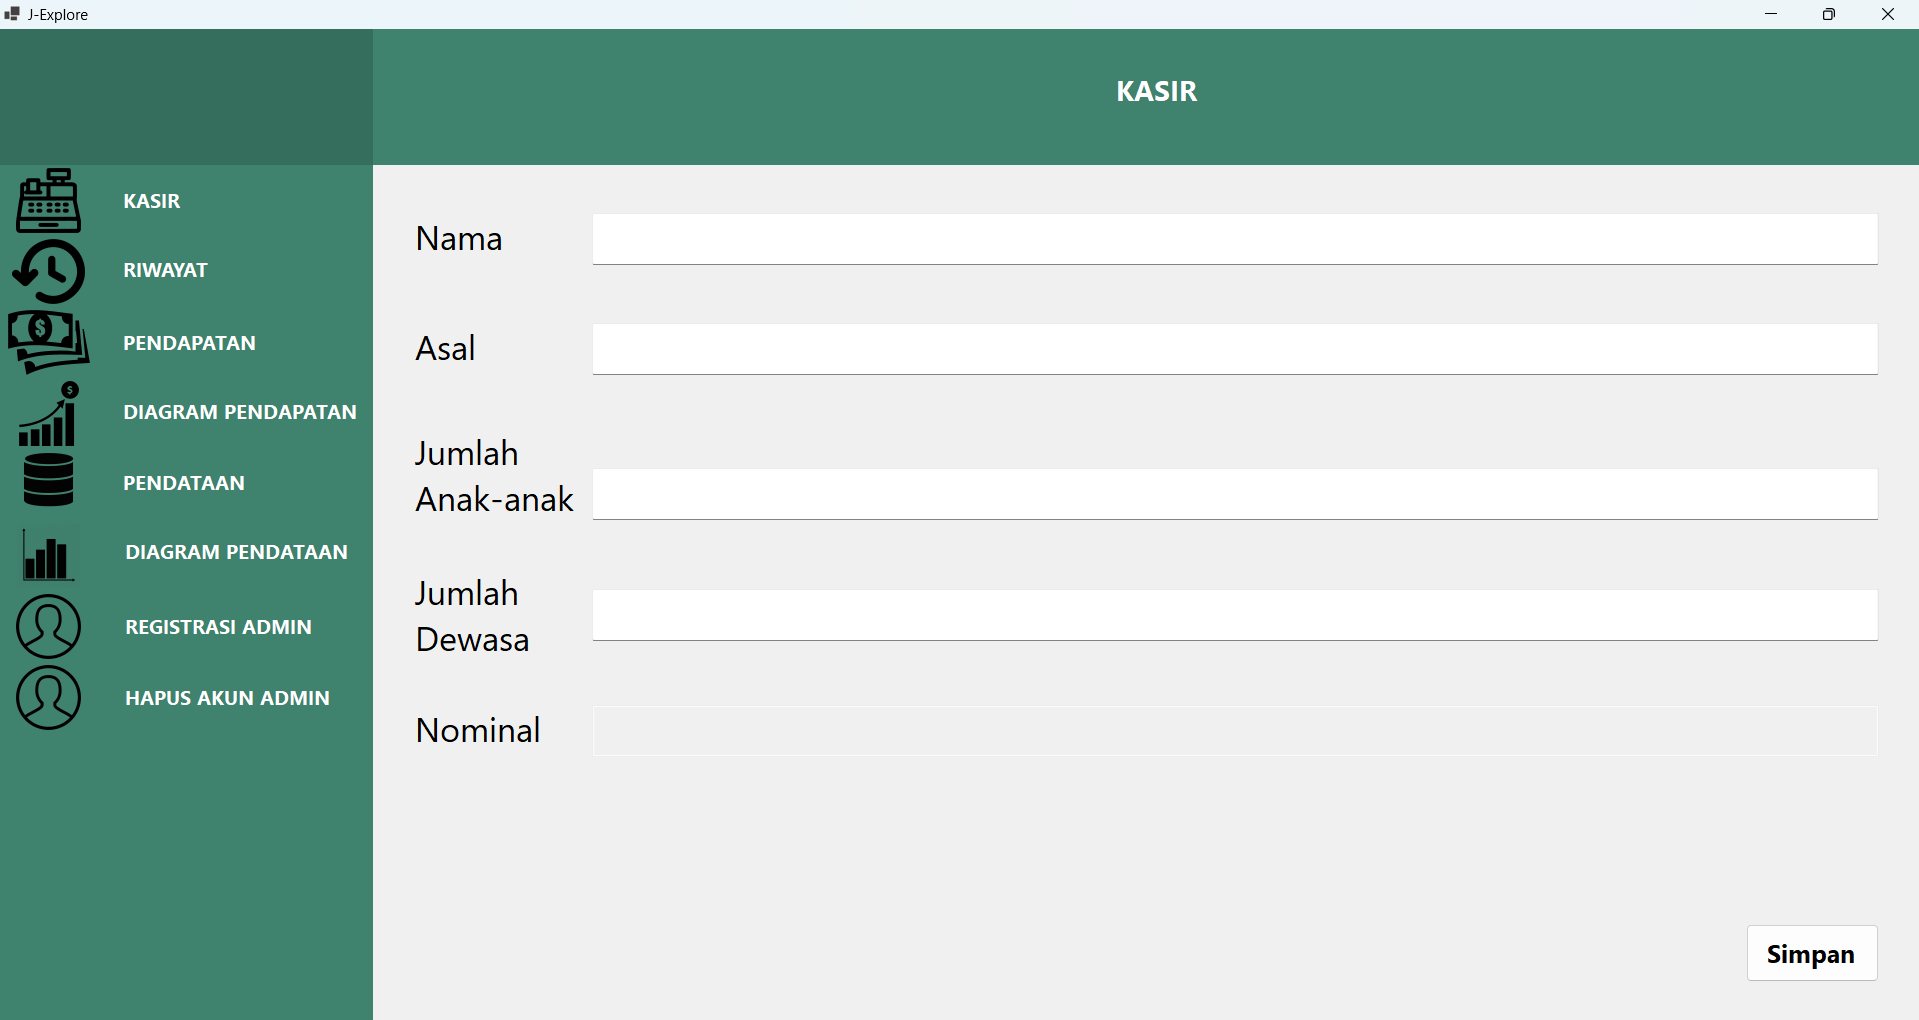 J-Explore
KASIR
KASIR
RIWAYAT
PENDAPATAN
DIAGRAM PENDAPATAN
PENDATAAN
DIAGRAM PENDATAAN
REGISTRASI ADMIN
HAPUS AKUN ADMIN
Nama
Asal
Jumlah
Anak-anak
Jumlah
Dewasa
Nominal
Simpan